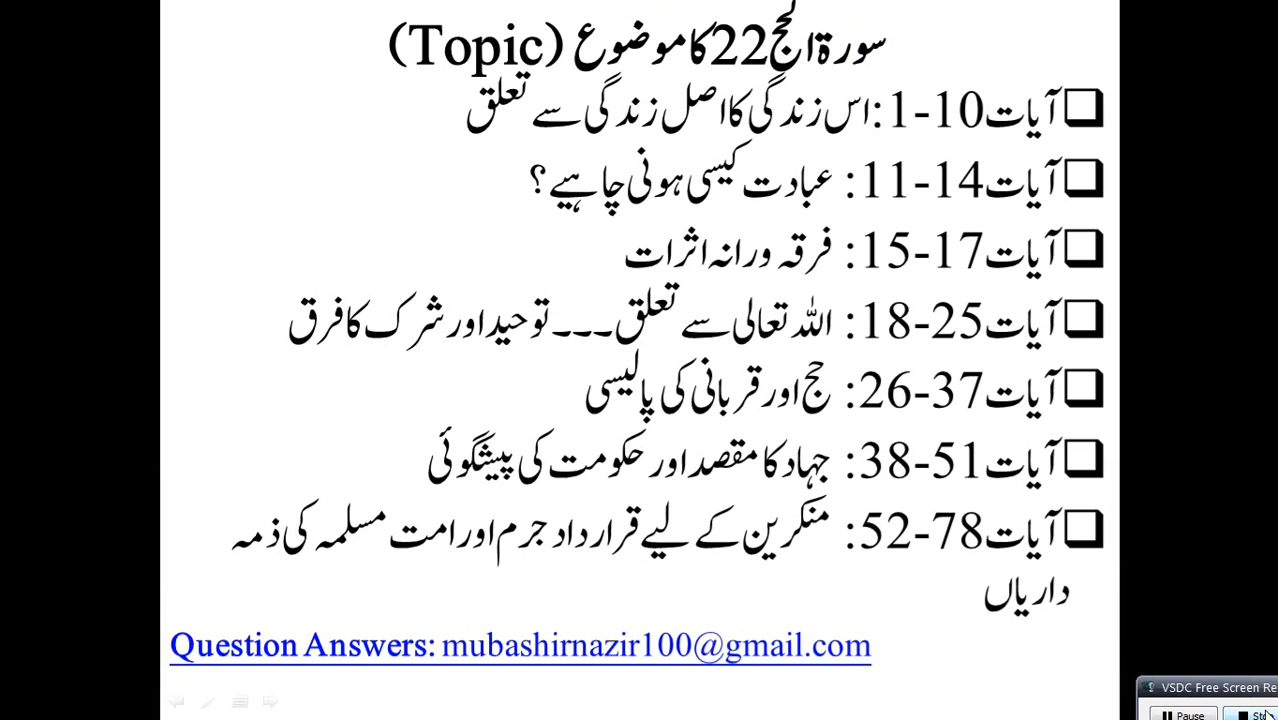 سورۃ الحج 22 کا موضوع (Topic)
آیات 1-10: اس زندگی کا اصل زندگی سے تعلق
آیات 11-14: عبادت کیسی ہونی چاہیے؟
آیات 15-17: فرقہ ورانہ اثرات
آیات 18-25: اللہ تعالی سے تعلق۔۔۔ توحید اور شرک کا فرق
آیات 26-37: حج اور قربانی کی پالیسی
آیات 38-51: جہاد کا مقصد اور حکومت کی پیشگوئی
آیات 52-78: منکرین کے لیے قرارداد جرم اور امت مسلمہ کی ذمہ
داریاں
Question Answers: mubashirnazir100@gmail.com
VSDC Free Screen Re
Pause